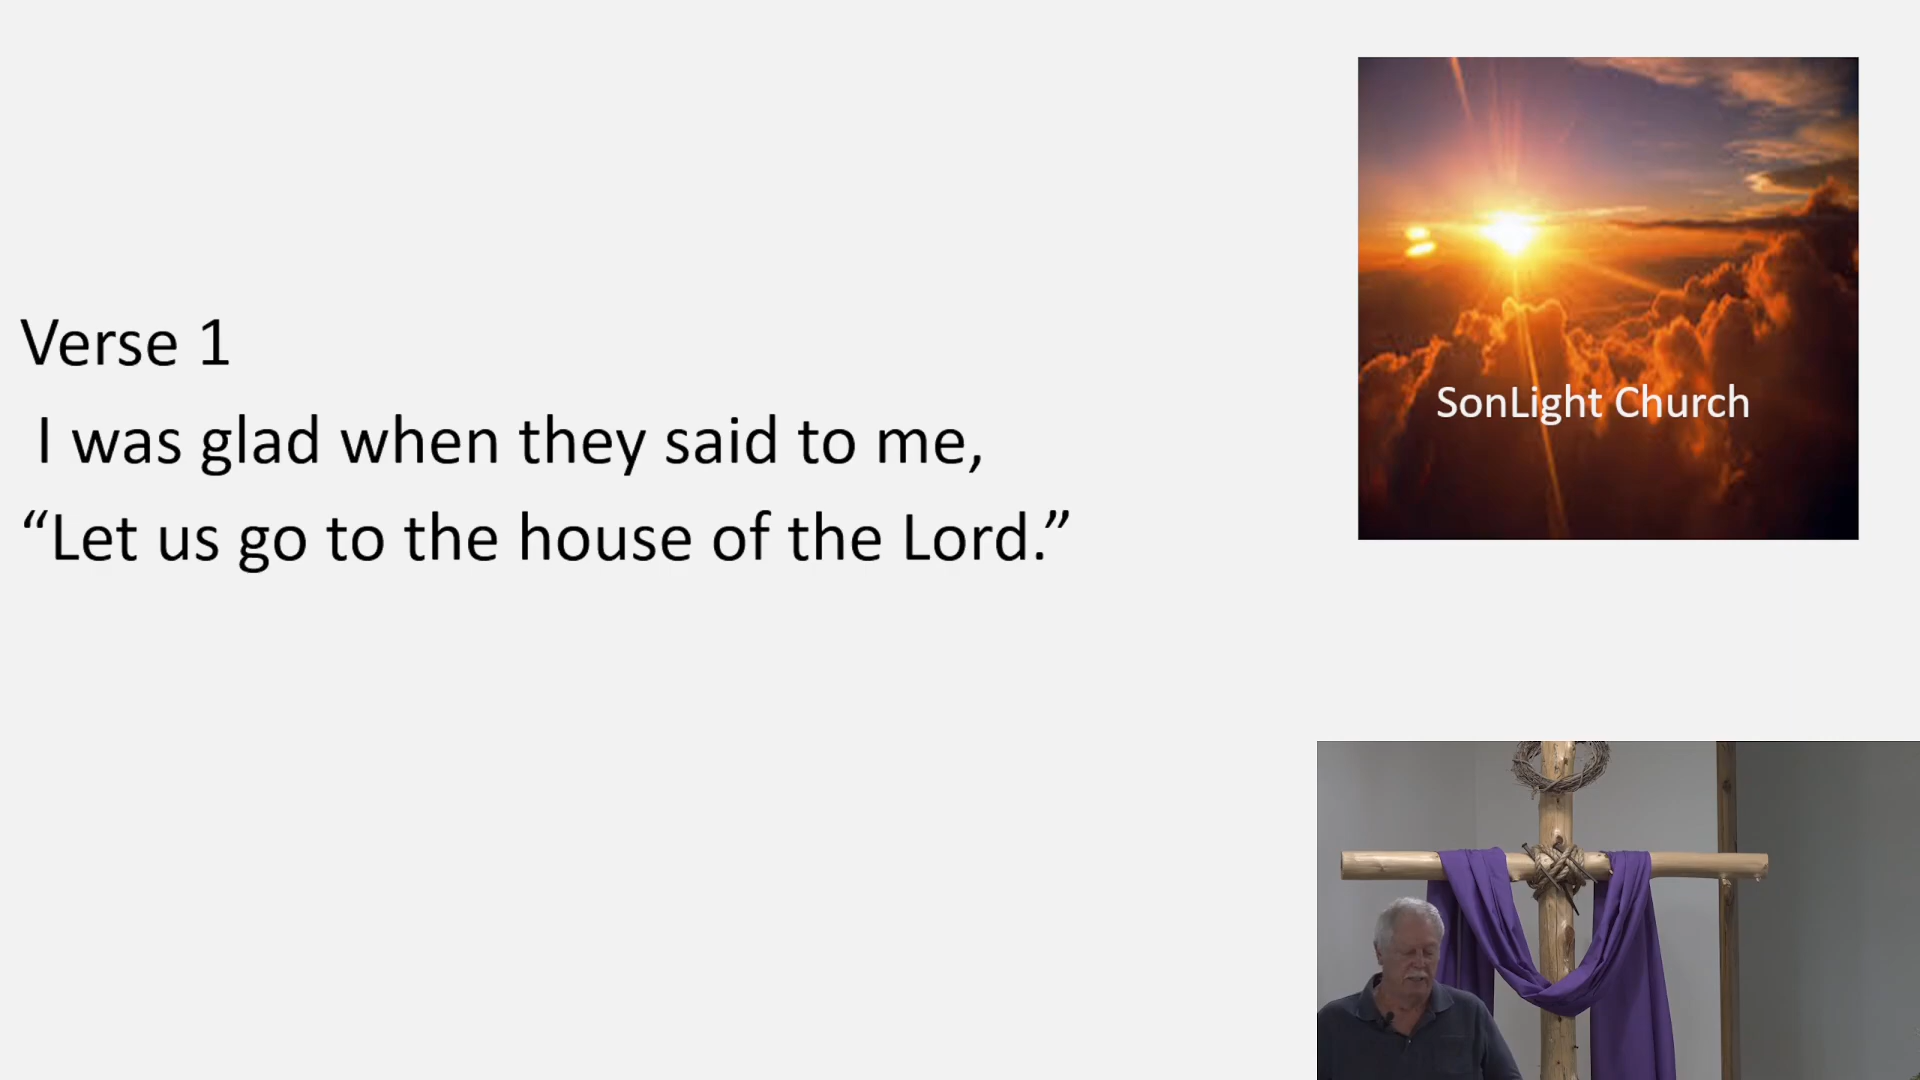 Verse 1
I was glad when they said to me,
“Let us go to the house of the Lord.”
SonLight Church